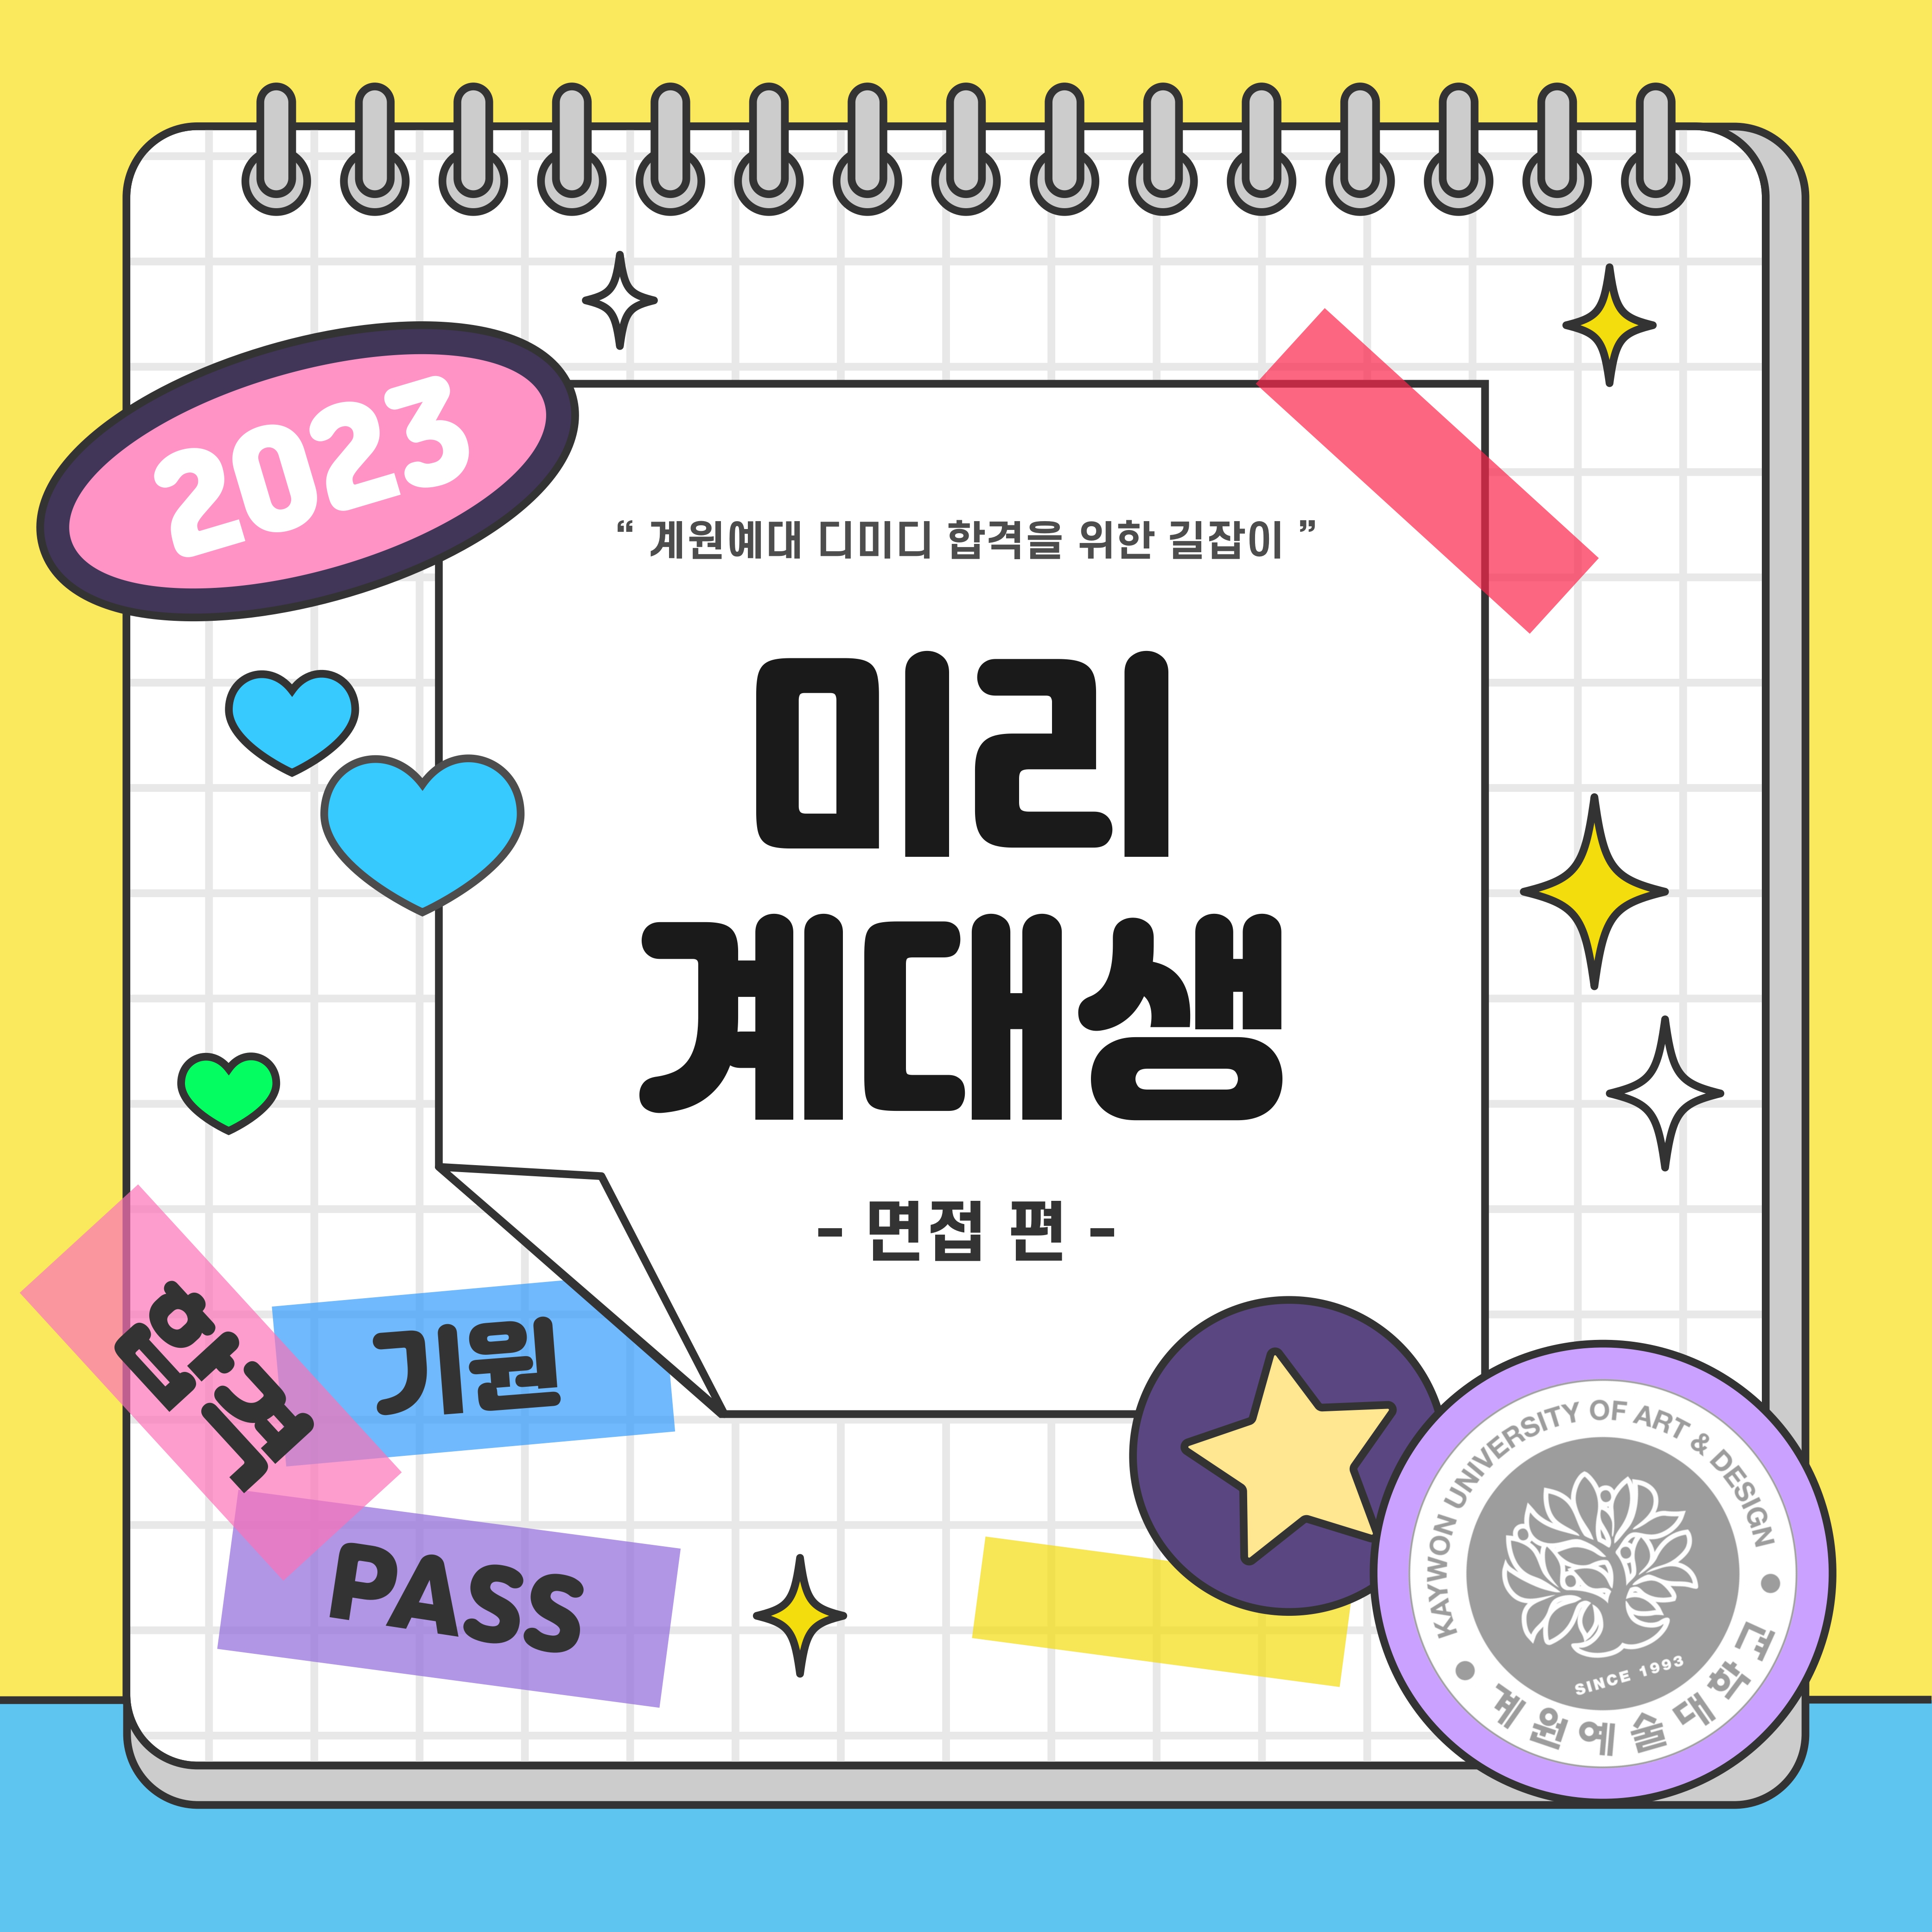 2023
“ 계원예대 디미디 합격을 위한 길잡이 ”
미리
계대생
- 면접 편 -
합격
기원
PASS
KAYWON UNIVERSITY OF ART & DESIGN
계원예술대학교
SINCE 1993